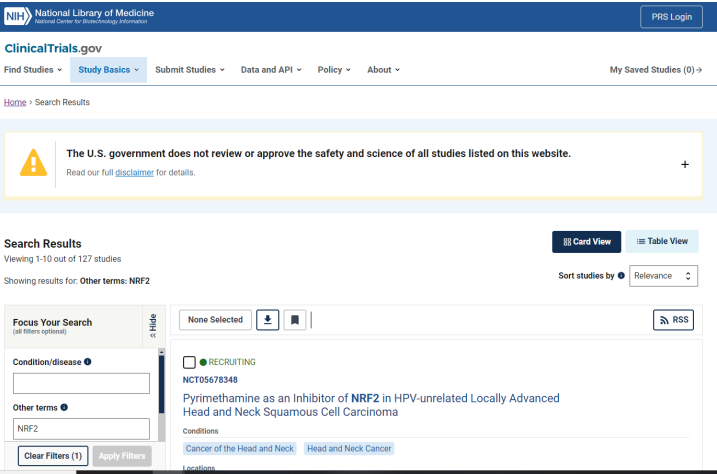 NIH National Library of Medicine
National Center for Biotechnology Information
PRS Login
ClinicalTrials.gov
Find Studies Study Basics Submit Studies Data and API Policy About My Saved Studies (0)
Home > Search Results
The U.S. government does not review or approve the safety and science of all studies listed on this website.
Read our full disclaimer for details.
Search Results
Viewing 1-10 out of 127 studies
Showing results for: Other terms: NRF2
Card View Table View
Sort studies by Relevance
Focus Your Search
(all filters optional)
Hide
Condition/disease
Other terms
NRF2
Clear Filters (1) Apply Filters
None Selected
RSS
RECRUITING
NCT05678348
Pyrimethamine as an Inhibitor of NRF2 in HPV-unrelated Locally Advanced
Head and Neck Squamous Cell Carcinoma
Conditions
Cancer of the Head and Neck Head and Neck Cancer
Locations